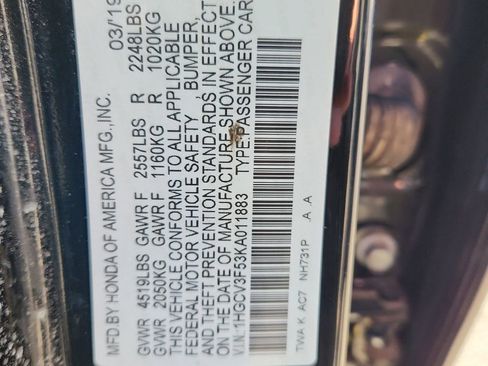 MFD. BY HONDA OF AMERICA MFG., INC. 03/'19
GVWR 4519LBS GAWR F 2557LBS R 2248LBS
GVWR 2050KG GAWR F 1160KG R 1020KG
THIS VEHICLE CONFORMS TO ALL APPLICABLE
FEDERAL MOTOR VEHICLE SAFETY , BUMPER,
AND THEFT PREVENTION STANDARDS IN EFFECT
ON THE DATE OF MANUFACTURE SHOWN ABOVE.
V.I.N.: 1HGCV3F53KA011883 TYPE:PASSENGER CAR
TVWA K AC7 NH731P A A